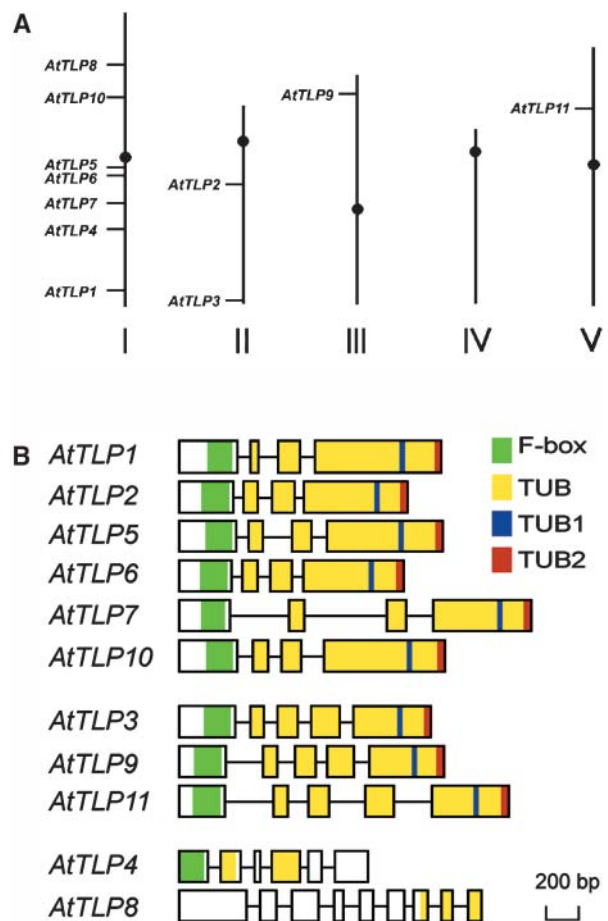 A
AtTLP8
AtTLP10
AtTLP5
AtTLP6
AtTLP7
AtTLP4
AtTLP1
AtTLP2
AtTLP3
AtTLP9
AtTLP11
I II III IV V
B
AtTLP1
AtTLP2
AtTLP5
AtTLP6
AtTLP7
AtTLP10
AtTLP3
AtTLP9
AtTLP11
AtTLP4
AtTLP8
F-box
TUB
TUB1
TUB2
200 bp